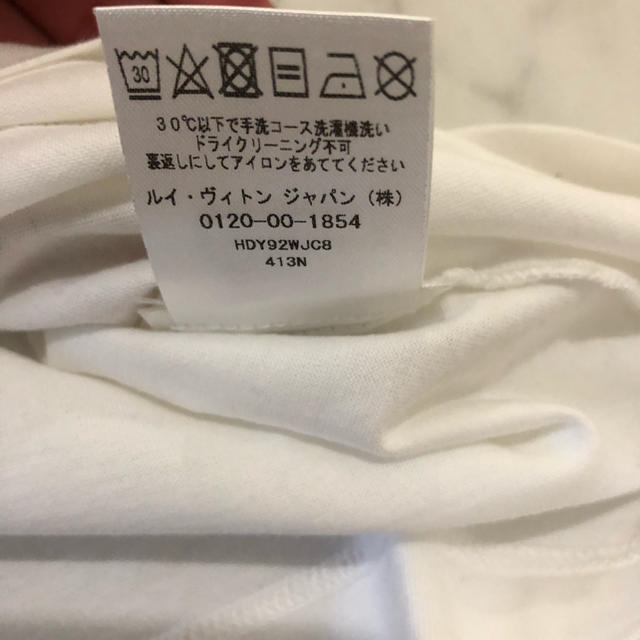 30
30℃以下で手洗コース洗濯機洗い
ドライクリーニング不可
裏返しにしてアイロンをあててください
ルイ・ヴィトン ジャパン（株）
0120-00-1854
HDY92WJC8
413N